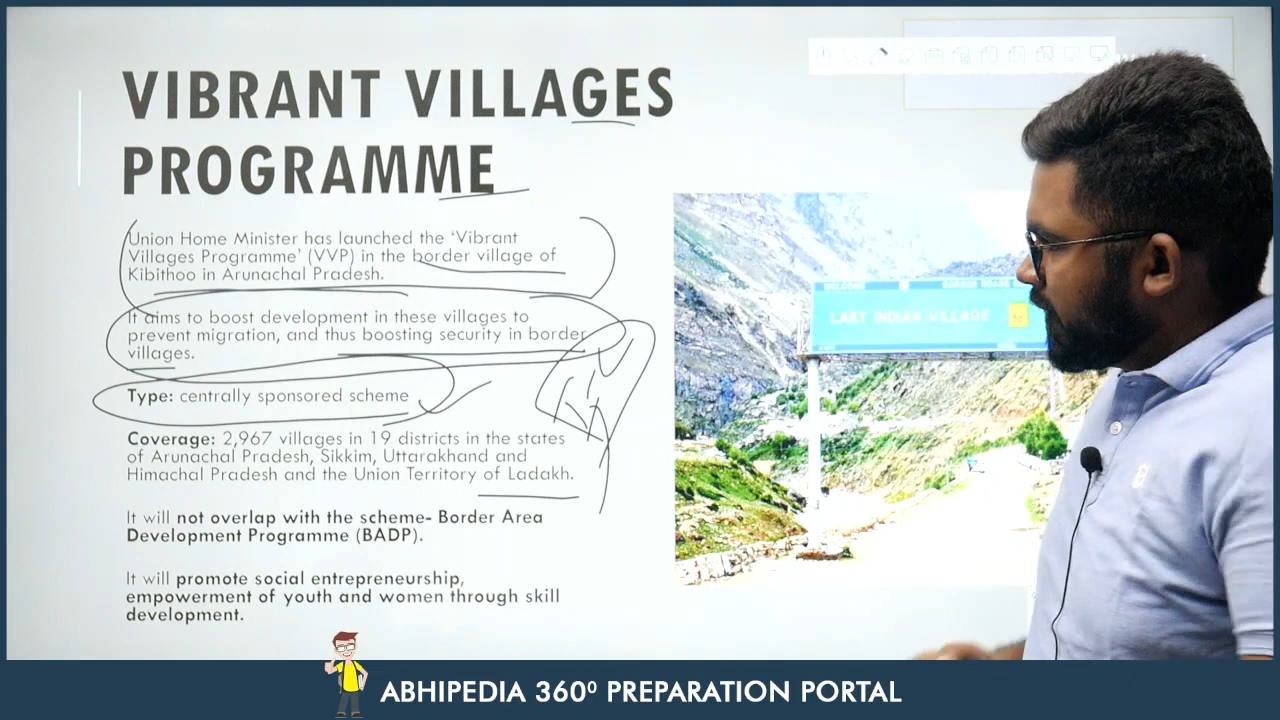 VIBRANT VILLAGES
PROGRAMME
Union Home Minister has launched the 'Vibrant
Villages Programme' (VVP) in the border village of
Kibithoo in Arunachal Pradesh.
It aims to boost development in these villages to
prevent migration, and thus boosting security in border
villages.
Type: centrally sponsored scheme
Coverage: 2,967 villages in 19 districts in the states
of Arunachal Pradesh, Sikkim, Uttarakhand and
Himachal Pradesh and the Union Territory of Ladakh.
It will not overlap with the scheme- Border Area
Development Programme (BADP).
It will promote social entrepreneurship,
empowerment of youth and women through skill
development.
WELCOME
LAST INDIAN VILLAGE
ABHIPEDIA 360⁰ PREPARATION PORTAL